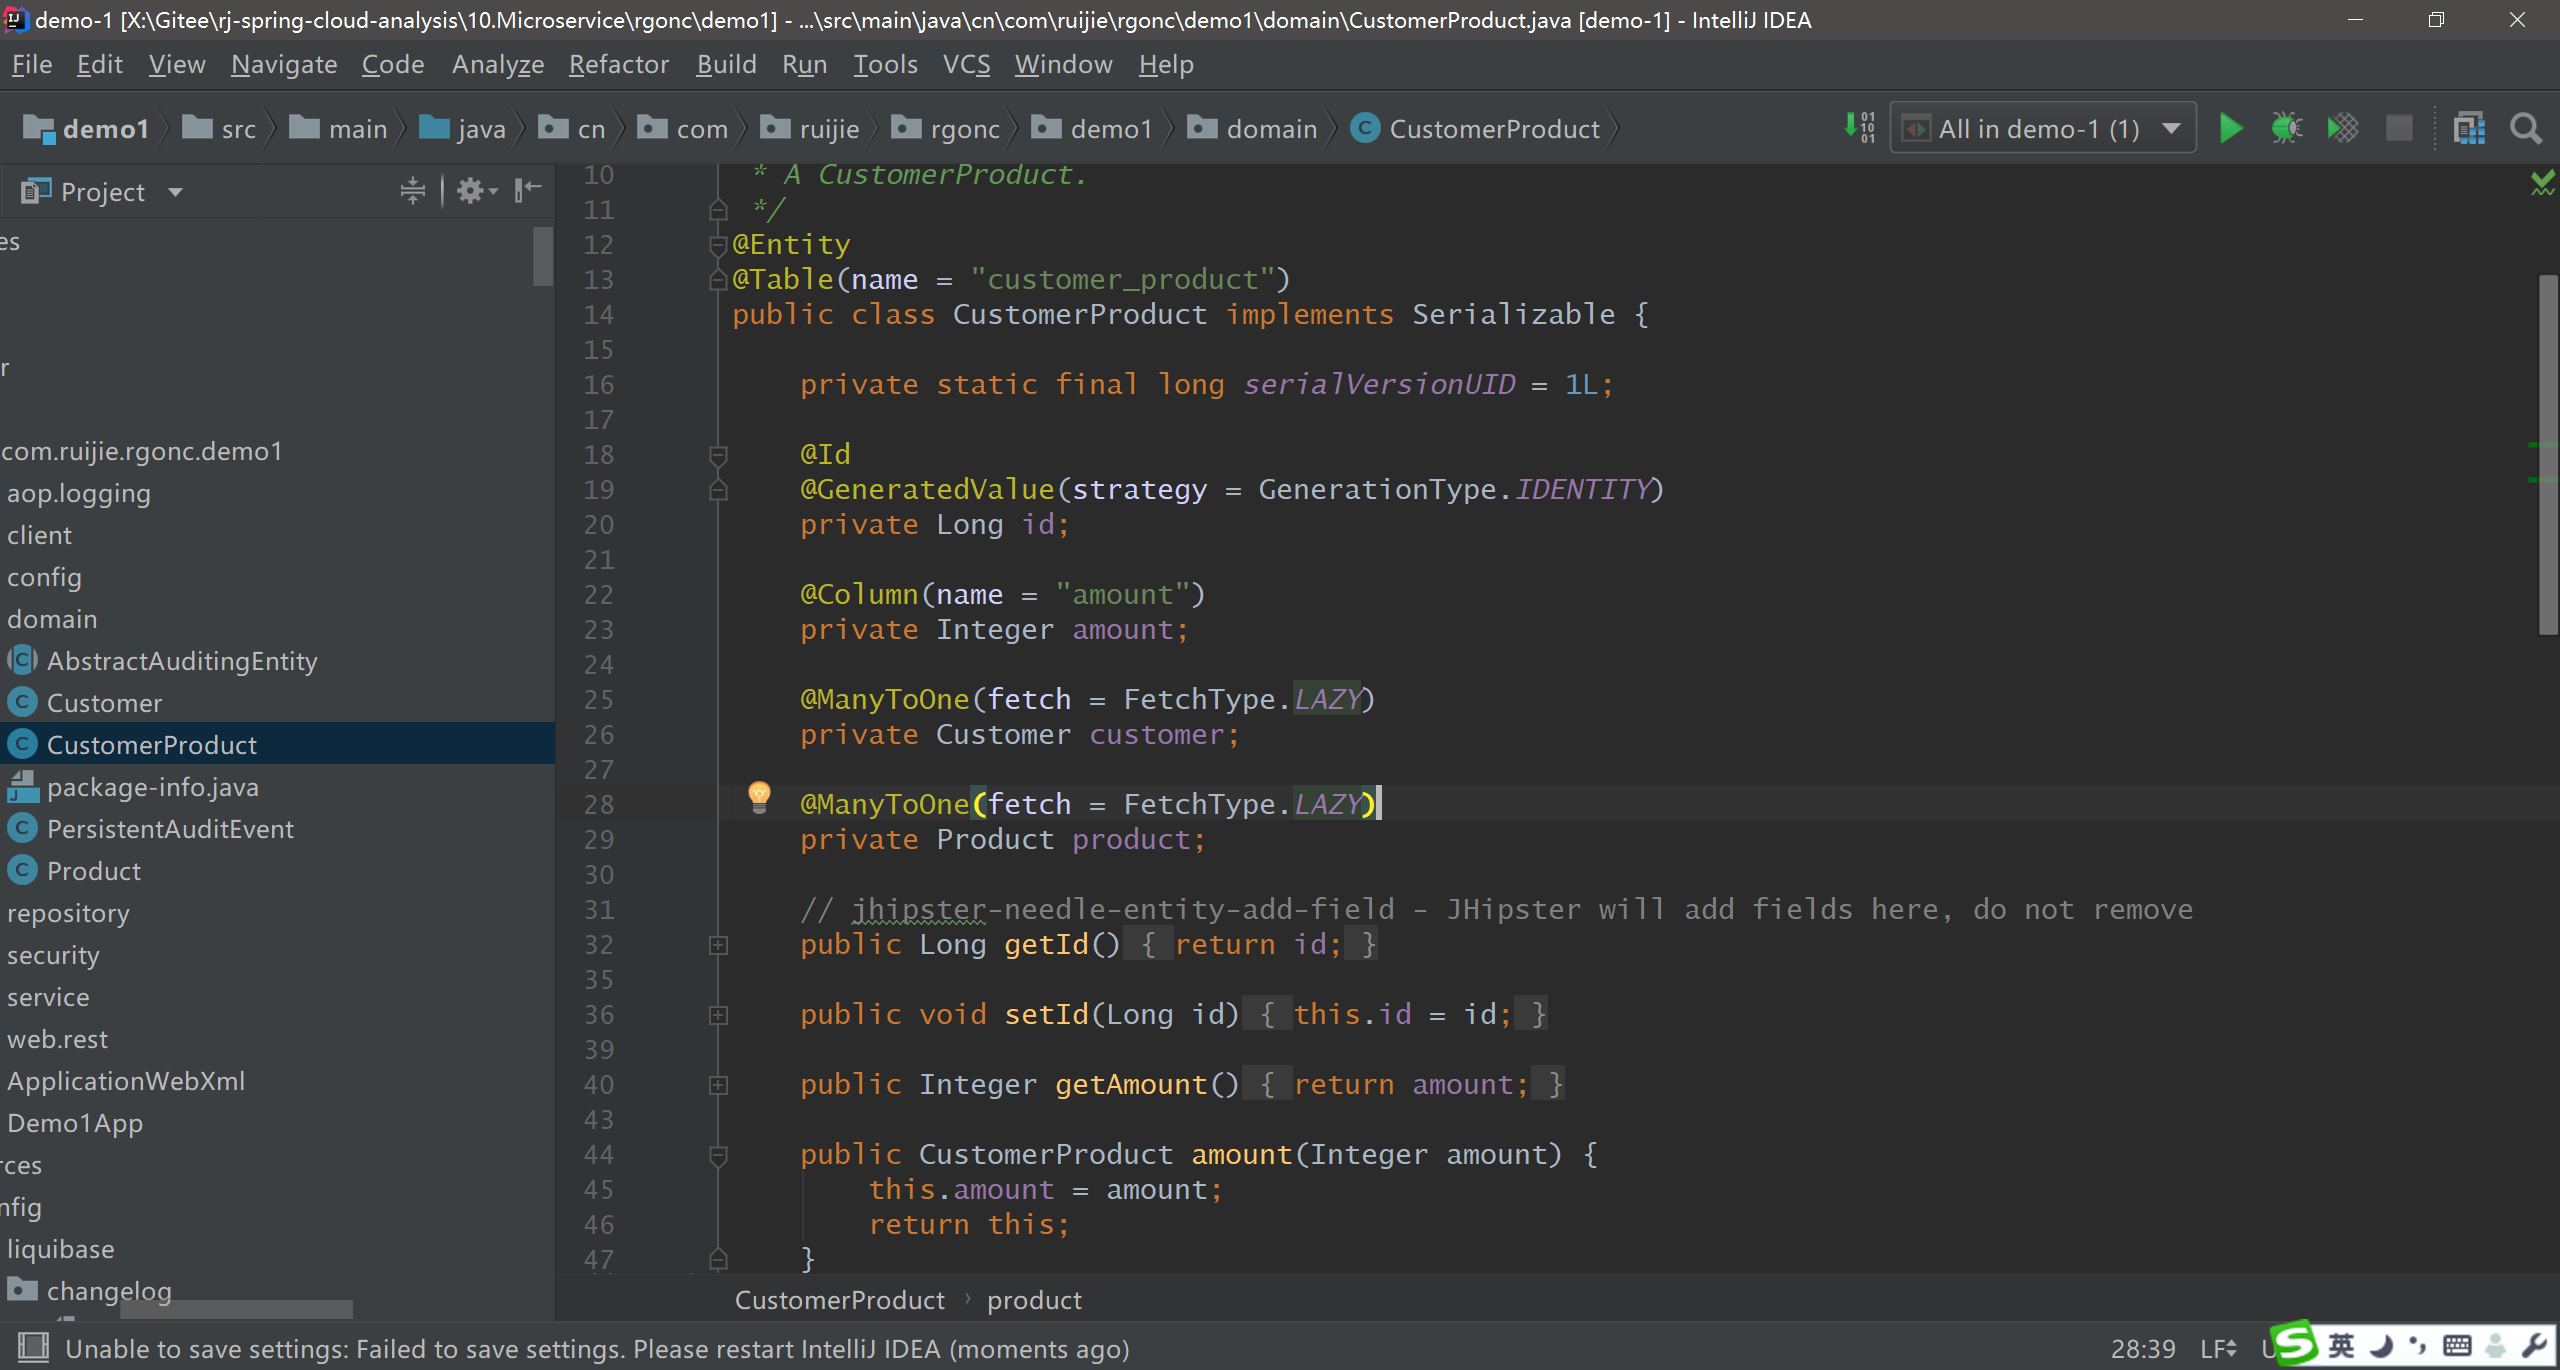 demo-1 [X:\Gitee\rj-spring-cloud-analysis\10.Microservice\rgonc\demo1] - ...\src\main\java\cn\com\ruijie\rgonc\demo1\domain\CustomerProduct.java [demo-1] - IntelliJ IDEA
File Edit View Navigate Code Analyze Refactor Build Run Tools VCS Window Help
demo1 src main java cn com ruijie rgonc demo1 domain CustomerProduct All in demo-1 (1)
Project
es
r
com.ruijie.rgonc.demo1
aop.logging
client
config
domain
AbstractAuditingEntity
Customer
CustomerProduct
package-info.java
PersistentAuditEvent
Product
repository
security
service
web.rest
ApplicationWebXml
Demo1App
rces
nfig
liquibase
changelog
10 * A CustomerProduct.
11 */
12 @Entity
13 @Table(name = "customer_product")
14 public class CustomerProduct implements Serializable {
15
16 private static final long serialVersionUID = 1L;
17
18 @Id
19 @GeneratedValue(strategy = GenerationType.IDENTITY)
20 private Long id;
21
22 @Column(name = "amount")
23 private Integer amount;
24
25 @ManyToOne(fetch = FetchType.LAZY)
26 private Customer customer;
27
28 @ManyToOne(fetch = FetchType.LAZY)
29 private Product product;
30
31 // jhipster-needle-entity-add-field - JHipster will add fields here, do not remove
32 public Long getId() { return id; }
35
36 public void setId(Long id) { this.id = id; }
39
40 public Integer getAmount() { return amount; }
43
44 public CustomerProduct amount(Integer amount) {
45 this.amount = amount;
46 return this;
47 }
CustomerProduct › product
Unable to save settings: Failed to save settings. Please restart IntelliJ IDEA (moments ago)
28:39 LF U
S 英